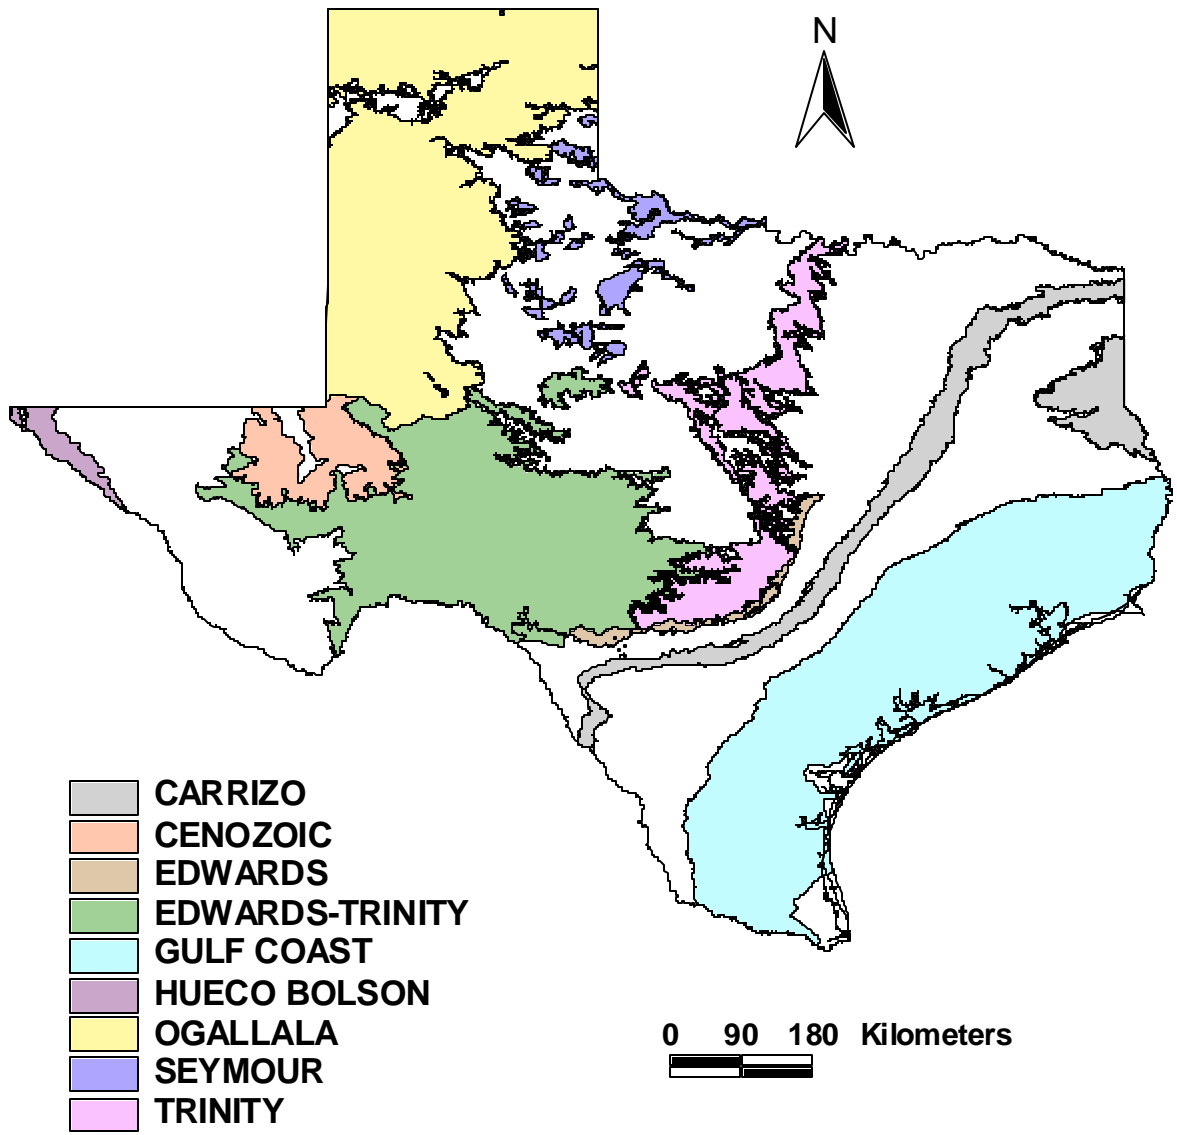 N
CARRIZO
CENOZOIC
EDWARDS
EDWARDS-TRINITY
GULF COAST
HUECO BOLSON
OGALLALA
SEYMOUR
TRINITY
0 90 180 Kilometers